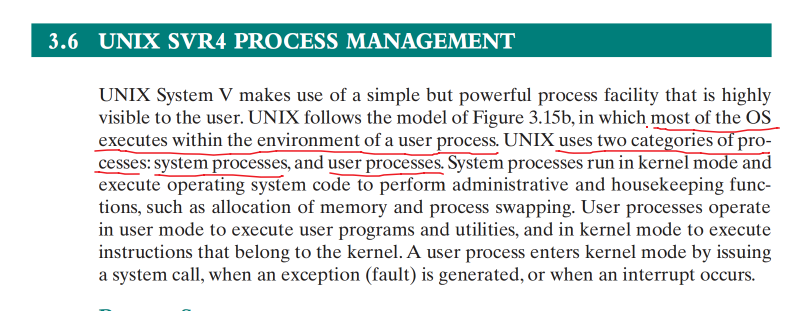 3.6 UNIX SVR4 PROCESS MANAGEMENT
UNIX System V makes use of a simple but powerful process facility that is highly
visible to the user. UNIX follows the model of Figure 3.15b, in which most of the OS
executes within the environment of a user process. UNIX uses two categories of pro-
cesses: system processes, and user processes. System processes run in kernel mode and
execute operating system code to perform administrative and housekeeping func-
tions, such as allocation of memory and process swapping. User processes operate
in user mode to execute user programs and utilities, and in kernel mode to execute
instructions that belong to the kernel. A user process enters kernel mode by issuing
a system call, when an exception (fault) is generated, or when an interrupt occurs.